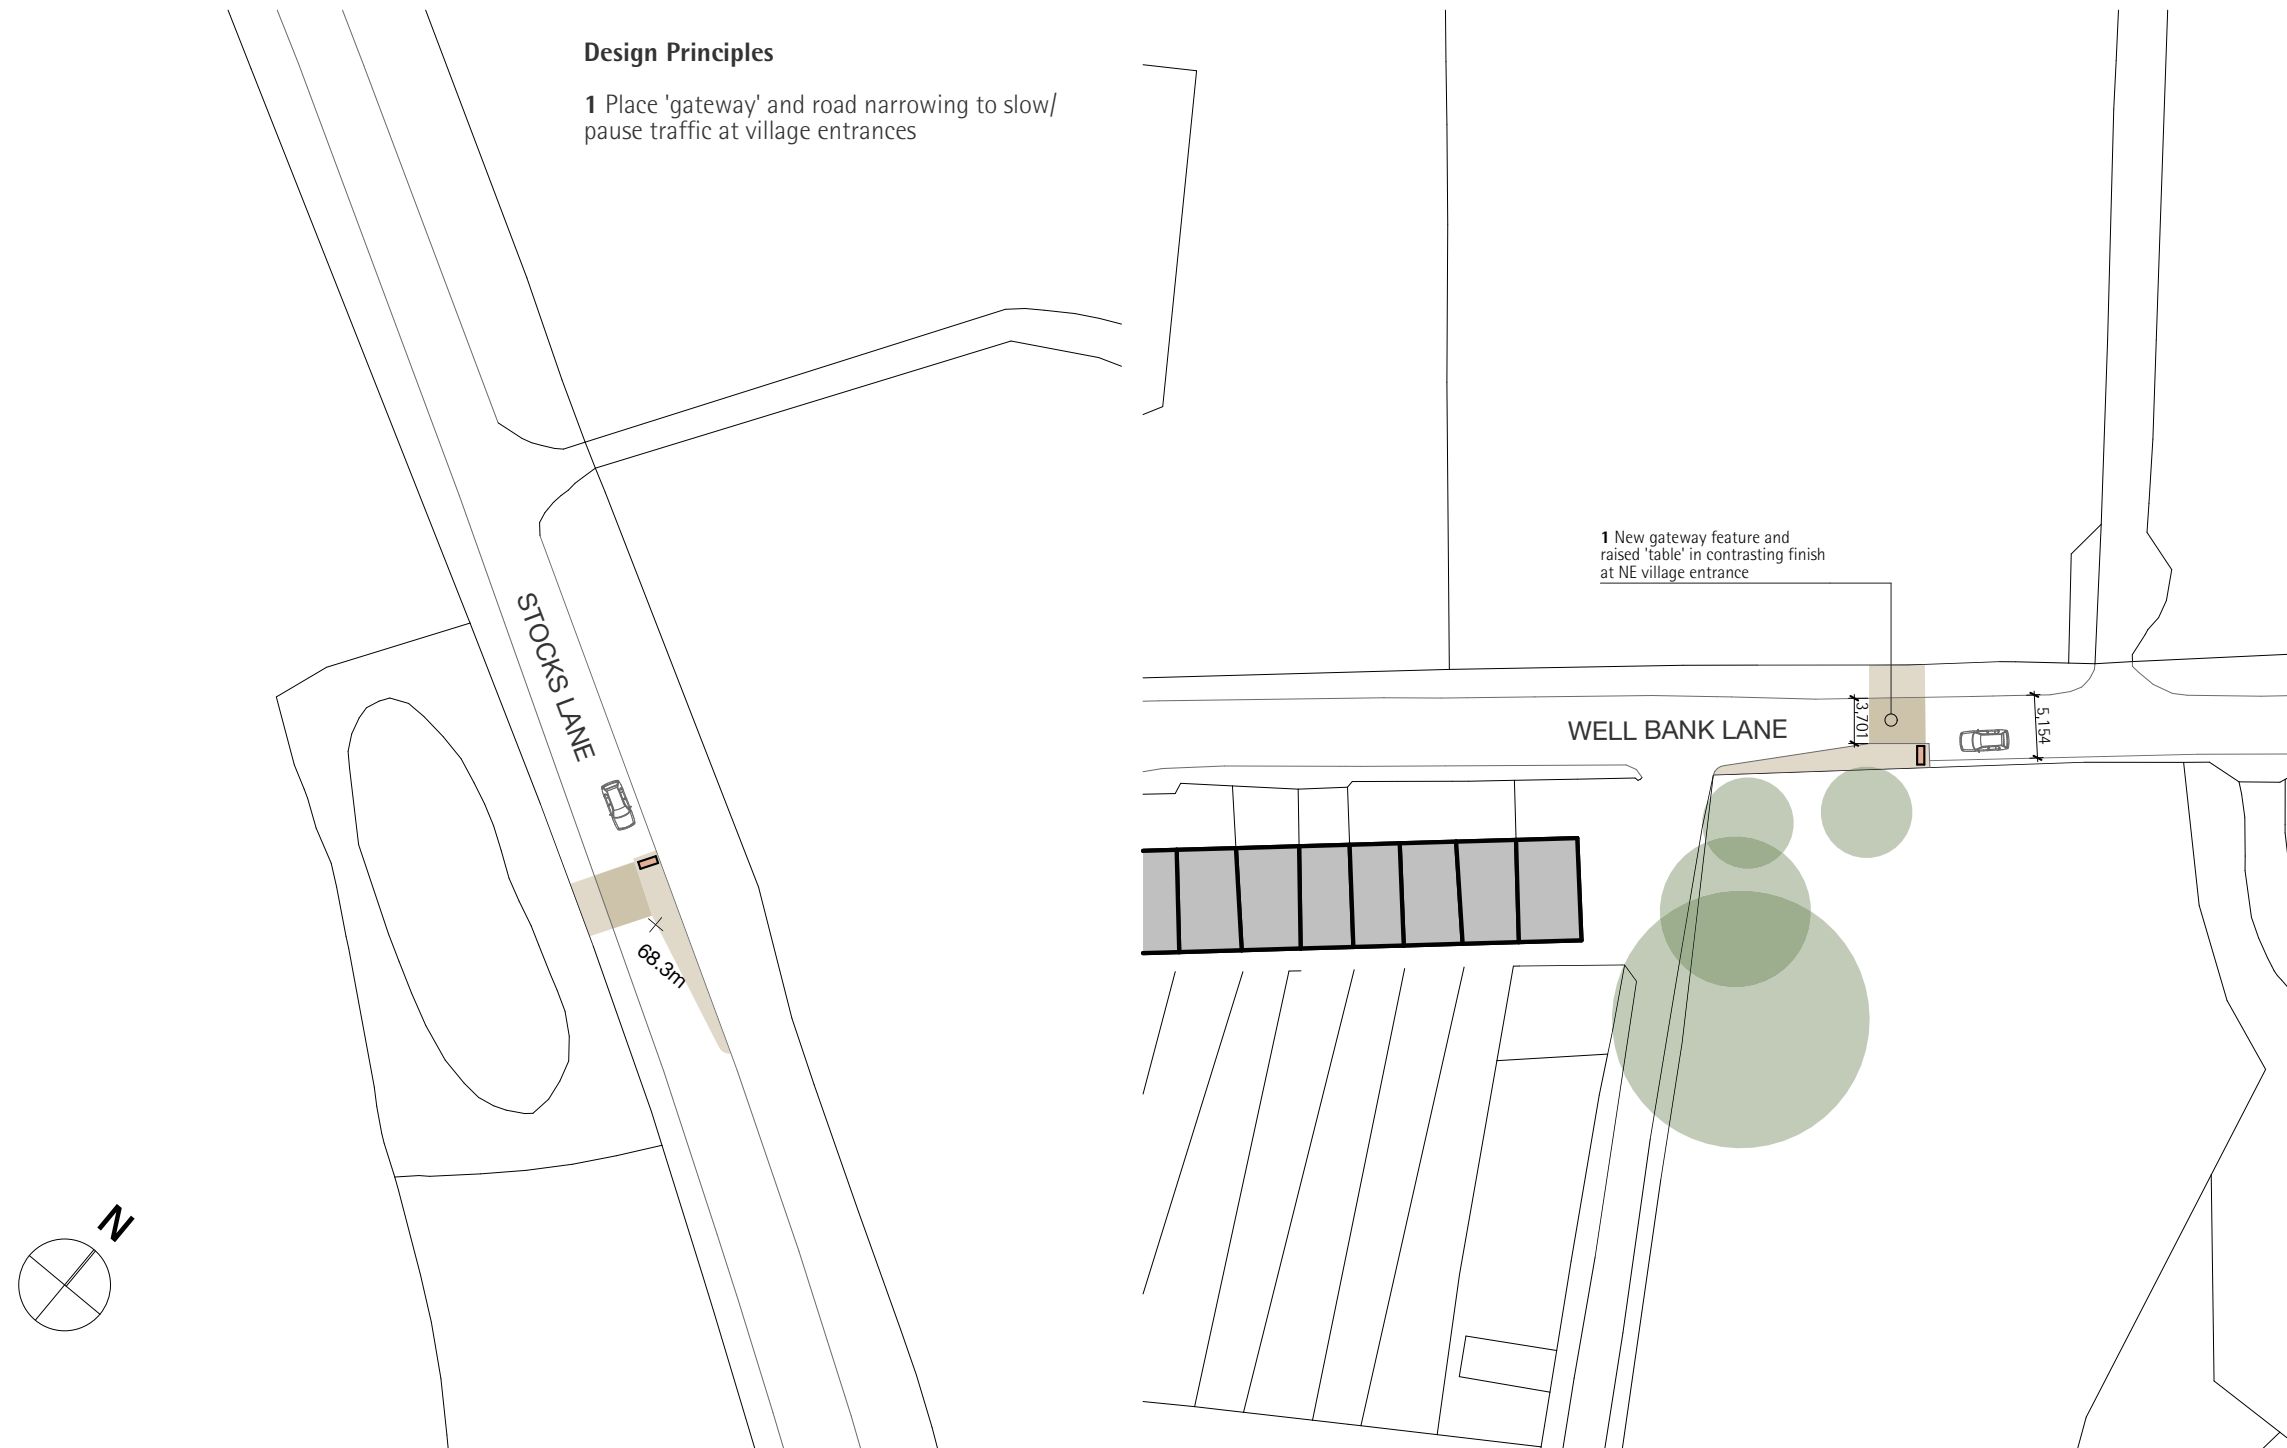 Design Principles
1 Place 'gateway' and road narrowing to slow/
pause traffic at village entrances
STOCKS LANE
68.3m
N
1 New gateway feature and
raised 'table' in contrasting finish
at NE village entrance
WELL BANK LANE
3,701
5,154